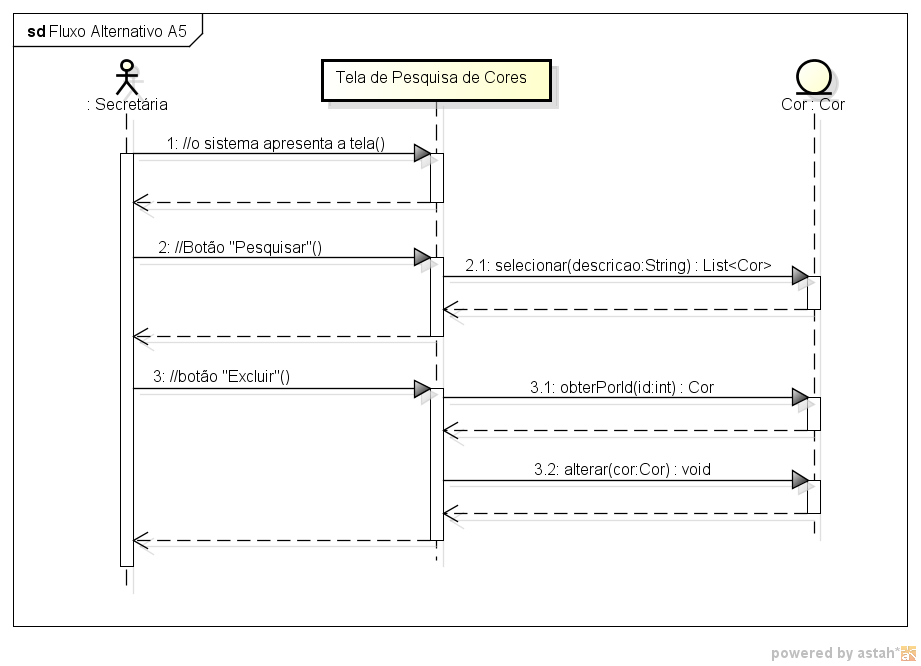 sd Fluxo Alternativo A5
: Secretária
Tela de Pesquisa de Cores
Cor : Cor
1: //o sistema apresenta a tela()
2: //Botão "Pesquisar"()
2.1: selecionar(descricao:String) : List<Cor>
3: //botão "Excluir"()
3.1: obterPorId(id:int) : Cor
3.2: alterar(cor:Cor) : void
powered by astah*